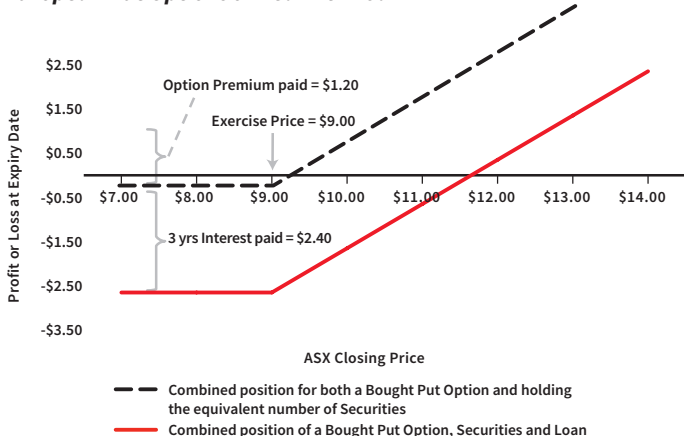 $2.50
Option Premium paid = $1.20
$1.50
Exercise Price = $9.00
$0.50
-$0.50
$7.00 $8.00 $9.00 $10.00 $11.00 $12.00 $13.00 $14.00
-$1.50
3 yrs Interest paid = $2.40
-$2.50
-$3.50
Profit or Loss at Expiry Date
ASX Closing Price
Combined position for both a Bought Put Option and holding
the equivalent number of Securities
Combined position of a Bought Put Option, Securities and Loan